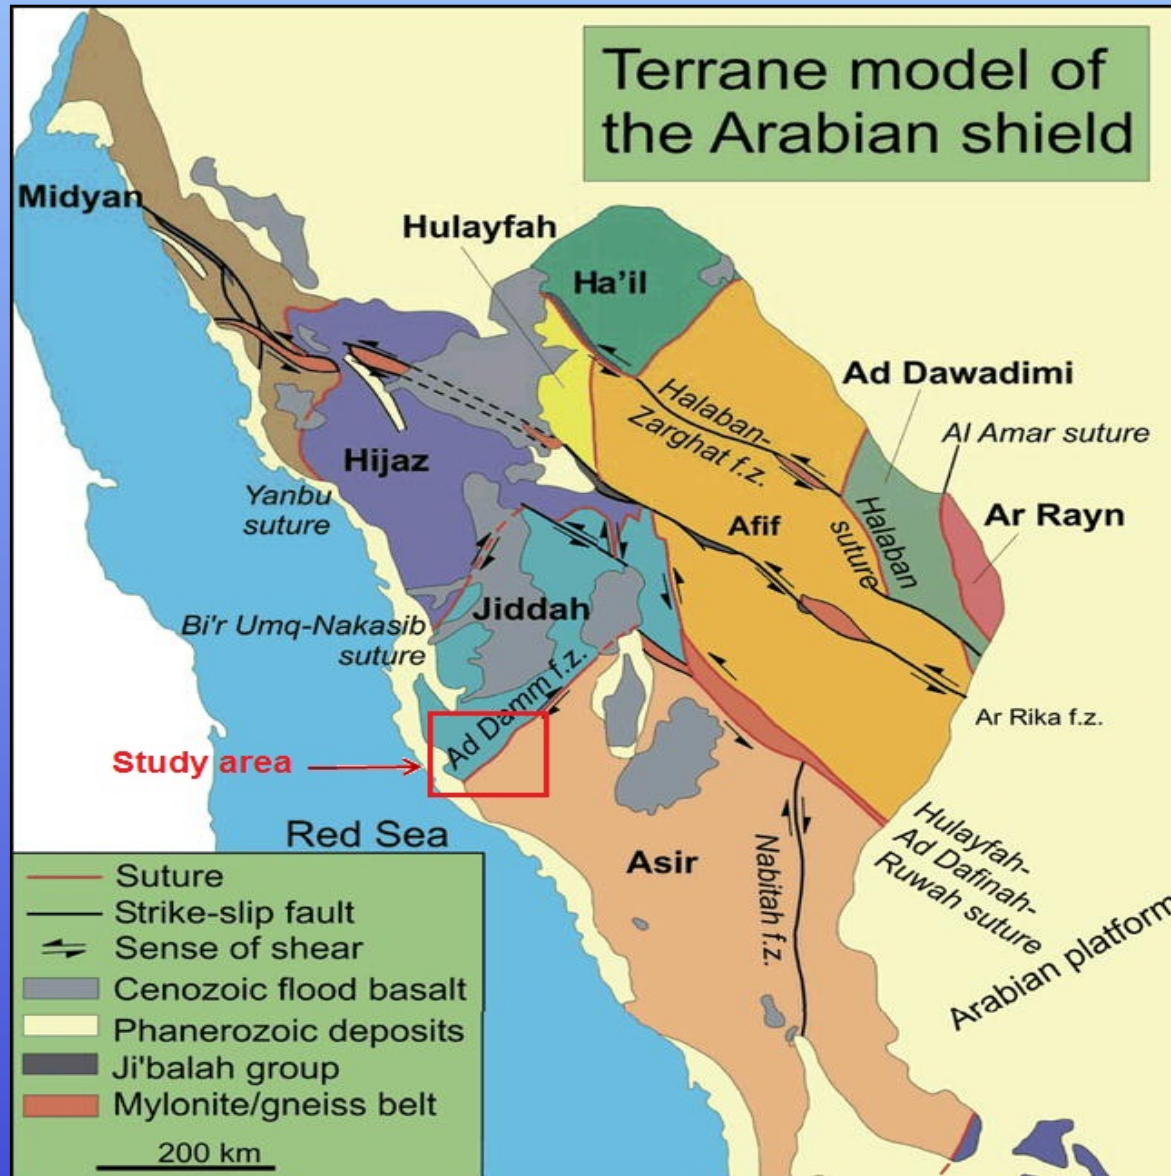 Terrane model of
the Arabian shield
Midyan
Hulayfah
Ha'il
Ad Dawadimi
Halaban-
Zarghat f.z.
Al Amar suture
Hijaz
Yanbu
suture
Afif
Halaban
suture
Ar Rayn
Jiddah
Bi'r Umq-Nakasib
suture
Ad Damm f.z.
Ar Rika f.z.
Study area
Red Sea
Asir
Nabitah f.z.
Hulayfah-
Ad Dafinah-
Ruwah suture
Arabian platform
Suture
Strike-slip fault
Sense of shear
Cenozoic flood basalt
Phanerozoic deposits
Ji'balah group
Mylonite/gneiss belt
200 km